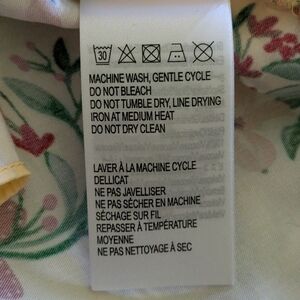 30
MACHINE WASH, GENTLE CYCLE
DO NOT BLEACH
DO NOT TUMBLE DRY, LINE DRYING
IRON AT MEDIUM HEAT
DO NOT DRY CLEAN
LAVER À LA MACHINE CYCLE
DELLICAT
NE PAS JAVELLISER
NE PAS SÉCHER EN MACHINE
SÉCHAGE SUR FIL
REPASSER À TEMPÉRATURE
MOYENNE
NE PAS NETTOYAGE À SEC